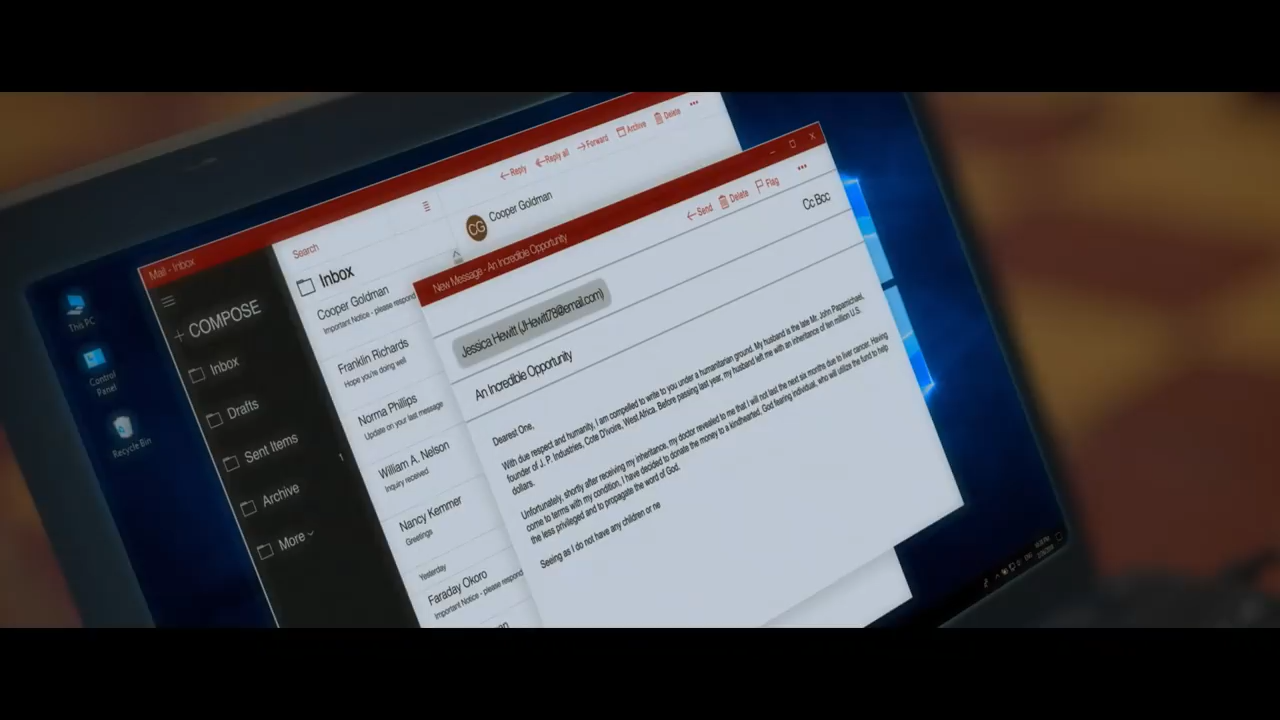 This PC
Control
Panel
Recycle Bin
Mail - Inbox
COMPOSE
Inbox
Drafts
Sent Items
Archive
More
Search
Inbox
Cooper Goldman
Important Notice - please respond
Franklin Richards
Hope you're doing well
Norma Phillips
Update on your last message
William A. Nelson
Inquiry received
Nancy Kemmer
Greetings
Yesterday
Faraday Okoro
Important Notice - please respond
Reply
Reply all
Forward
Archive
Delete
CG
Cooper Goldman
New Message - An Incredible Opportunity
Send
Delete
Flag
Cc Bcc
Jessica Hewitt (JHewitt78@email.com)
An Incredible Opportunity
Dearest One,
With due respect and humanity, I am compelled to write to you under a humanitarian ground. My husband is the late Mr. John Papamichael,
founder of J. P. Industries, Cote D'ivoire, West Africa. Before passing last year, my husband left me with an inheritance of ten million U.S.
dollars.
Unfortunately, shortly after receiving my inheritance, my doctor revealed to me that I will not last the next six months due to liver cancer. Having
come to terms with my condition, I have decided to donate the money to a kindhearted. God fearing individual, who will utilize the fund to help
the less privileged and to propagate the word of God.
Seeing as I do not have any children or ne